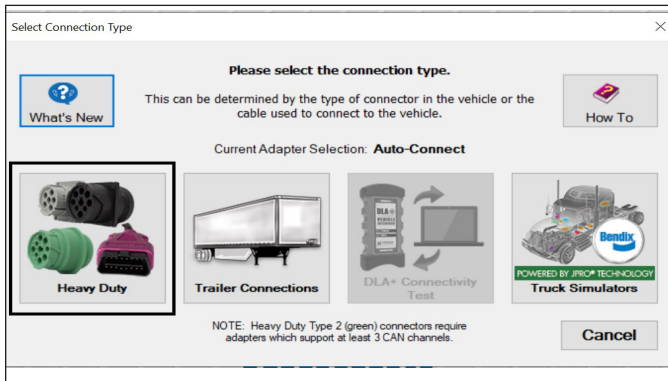 Select Connection Type
Please select the connection type.
What's New
This can be determined by the type of connector in the vehicle or the
cable used to connect to the vehicle.
How To
Current Adapter Selection: Auto-Connect
Heavy Duty
Trailer Connections
DLA+
DLA+ Connectivity
Test
Bendix
POWERED BY JPRO® TECHNOLOGY
Truck Simulators
NOTE: Heavy Duty Type 2 (green) connectors require
adapters which support at least 3 CAN channels.
Cancel